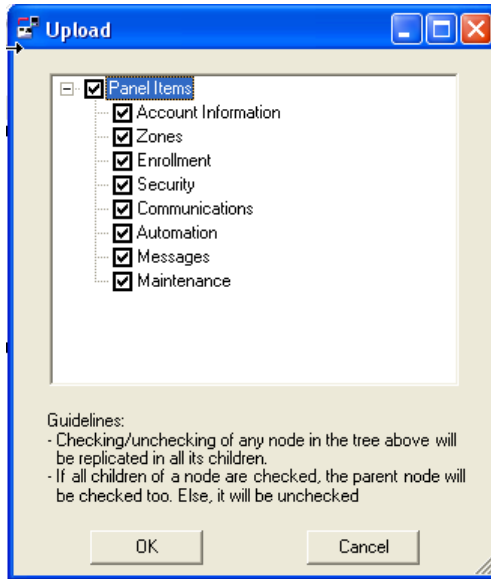 Upload
Panel Items
Account Information
Zones
Enrollment
Security
Communications
Automation
Messages
Maintenance
Guidelines:
- Checking/unchecking of any node in the tree above will
be replicated in all its children.
- If all children of a node are checked, the parent node will
be checked too. Else, it will be unchecked
OK
Cancel